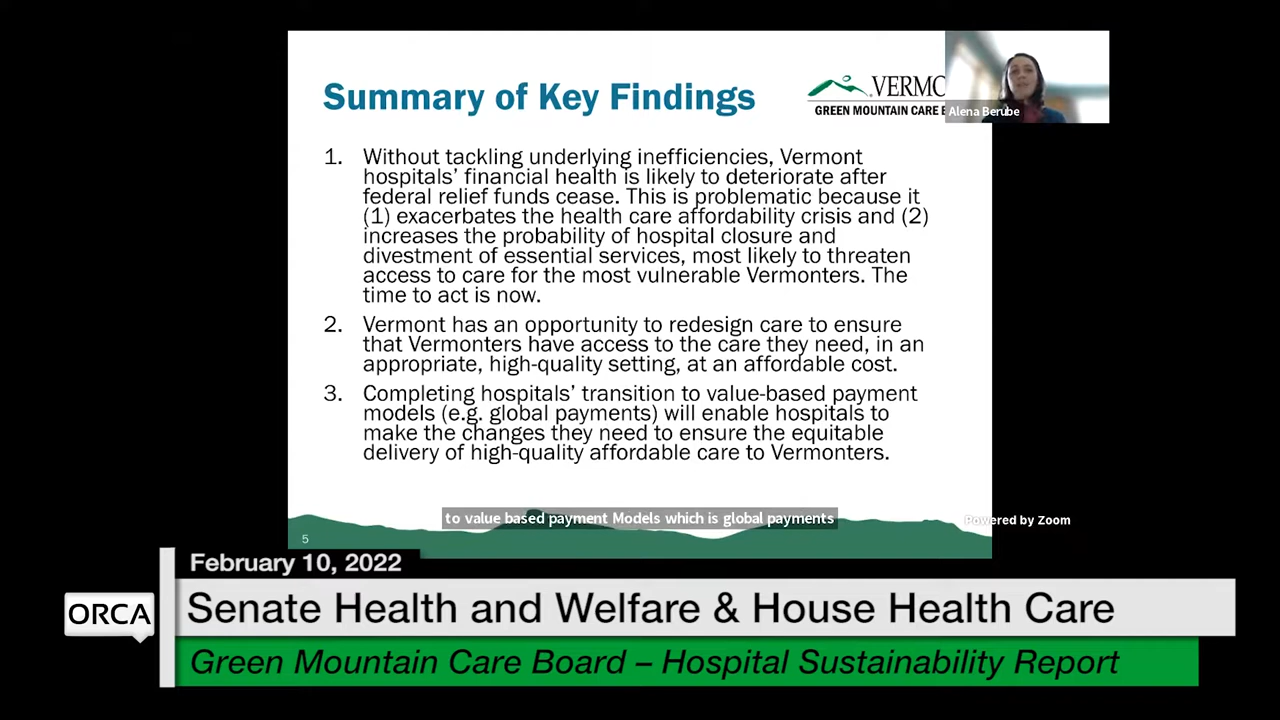 Summary of Key Findings
VERMO
GREEN MOUNTAIN CARE B
Alena Berube
1. Without tackling underlying inefficiencies, Vermont
hospitals’ financial health is likely to deteriorate after
federal relief funds cease. This is problematic because it
(1) exacerbates the health care affordability crisis and (2)
increases the probability of hospital closure and
divestment of essential services, most likely to threaten
access to care for the most vulnerable Vermonters. The
time to act is now.
2. Vermont has an opportunity to redesign care to ensure
that Vermonters have access to the care they need, in an
appropriate, high-quality setting, at an affordable cost.
3. Completing hospitals’ transition to value-based payment
models (e.g. global payments) will enable hospitals to
make the changes they need to ensure the equitable
delivery of high-quality affordable care to Vermonters.
to value based payment Models which is global payments
Powered by Zoom
5
February 10, 2022
ORCA
Senate Health and Welfare & House Health Care
Green Mountain Care Board – Hospital Sustainability Report